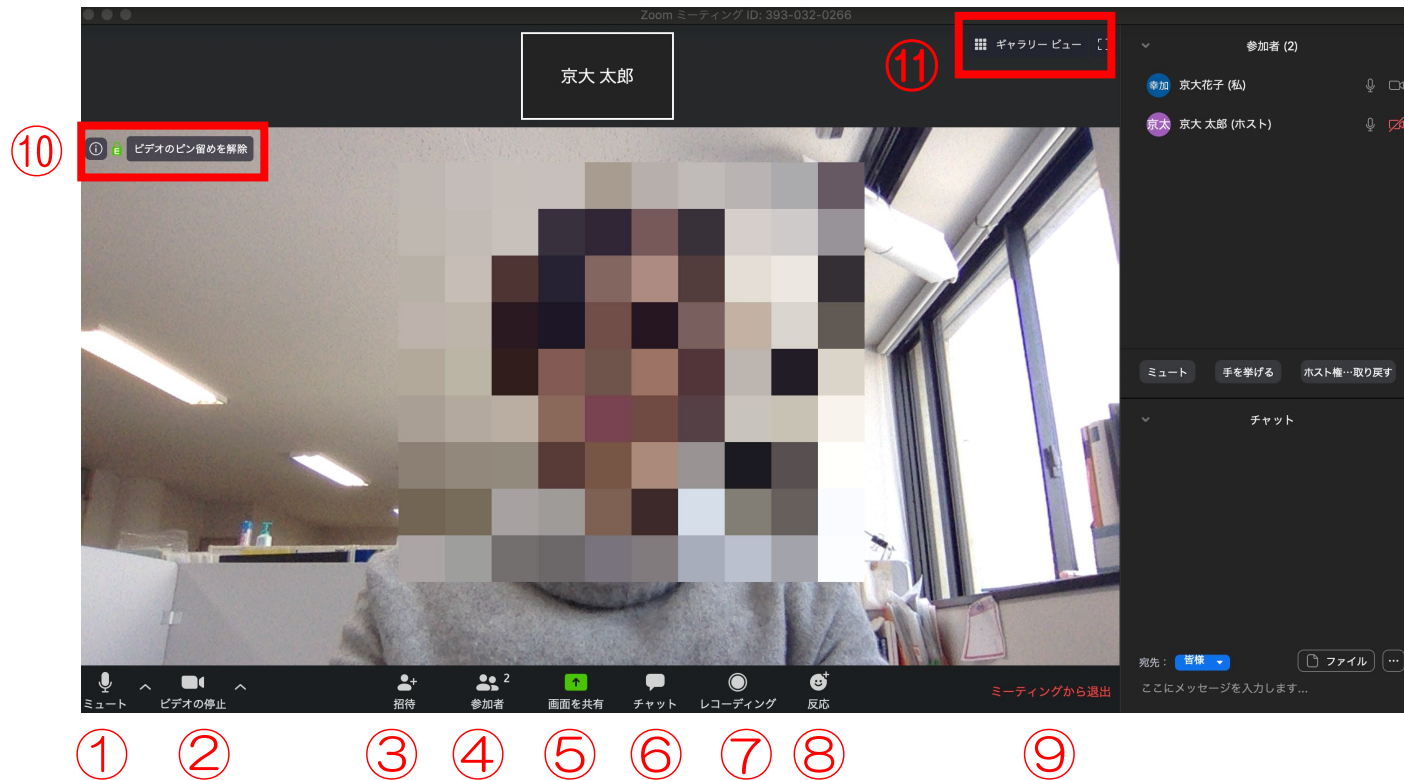 Zoom ミーティング ID: 393-032-0266
京大 太郎
ギャラリー ビュー
⑪
⑩
E ビデオのピン留めを解除
参加者 (2)
幸加 京大花子 (私)
京太 京大 太郎 (ホスト)
ミュート 手を挙げる ホスト権…取り戻す
チャット
宛先: 皆様 ファイル …
ここにメッセージを入力します...
ミュート ビデオの停止 招待 参加者 2 画面を共有 チャット レコーディング 反応 ミーティングから退出
① ② ③ ④ ⑤ ⑥ ⑦ ⑧ ⑨